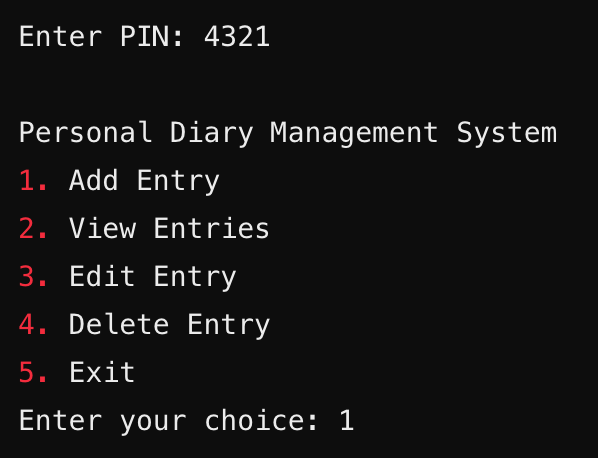 Enter PIN: 4321
Personal Diary Management System
1. Add Entry
2. View Entries
3. Edit Entry
4. Delete Entry
5. Exit
Enter your choice: 1